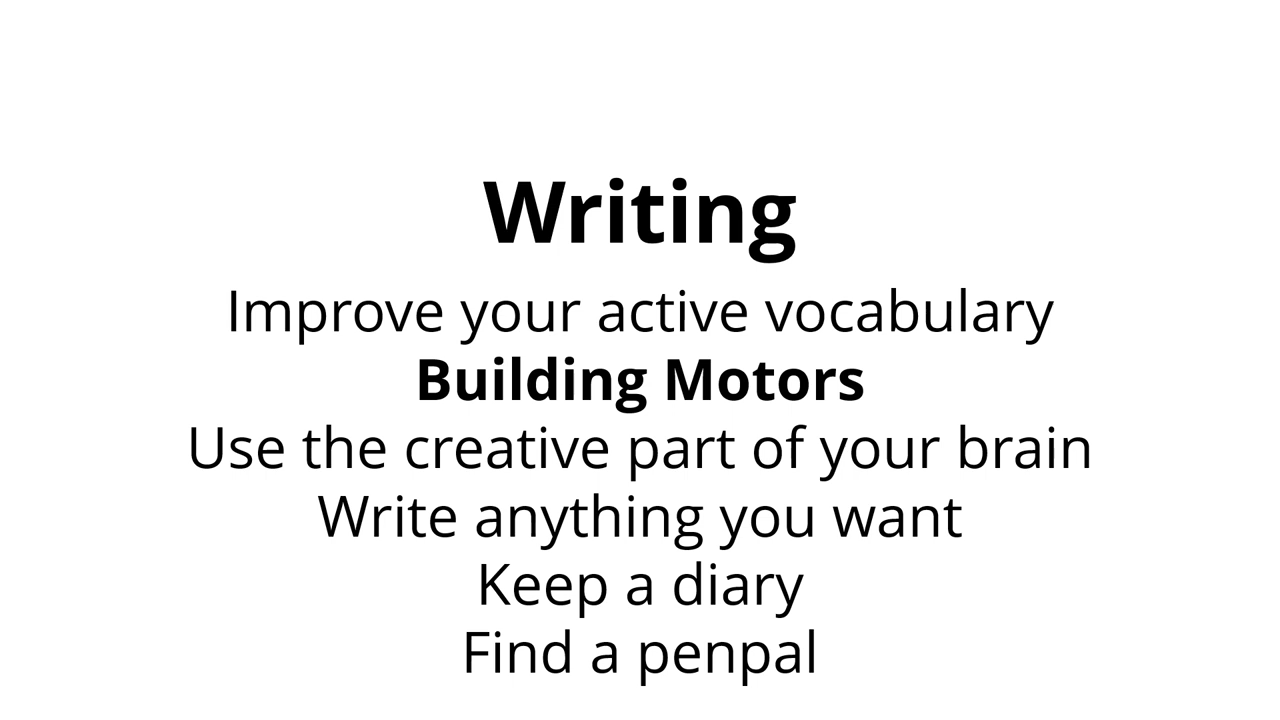 Writing
Improve your active vocabulary
Building Motors
Use the creative part of your brain
Write anything you want
Keep a diary
Find a penpal